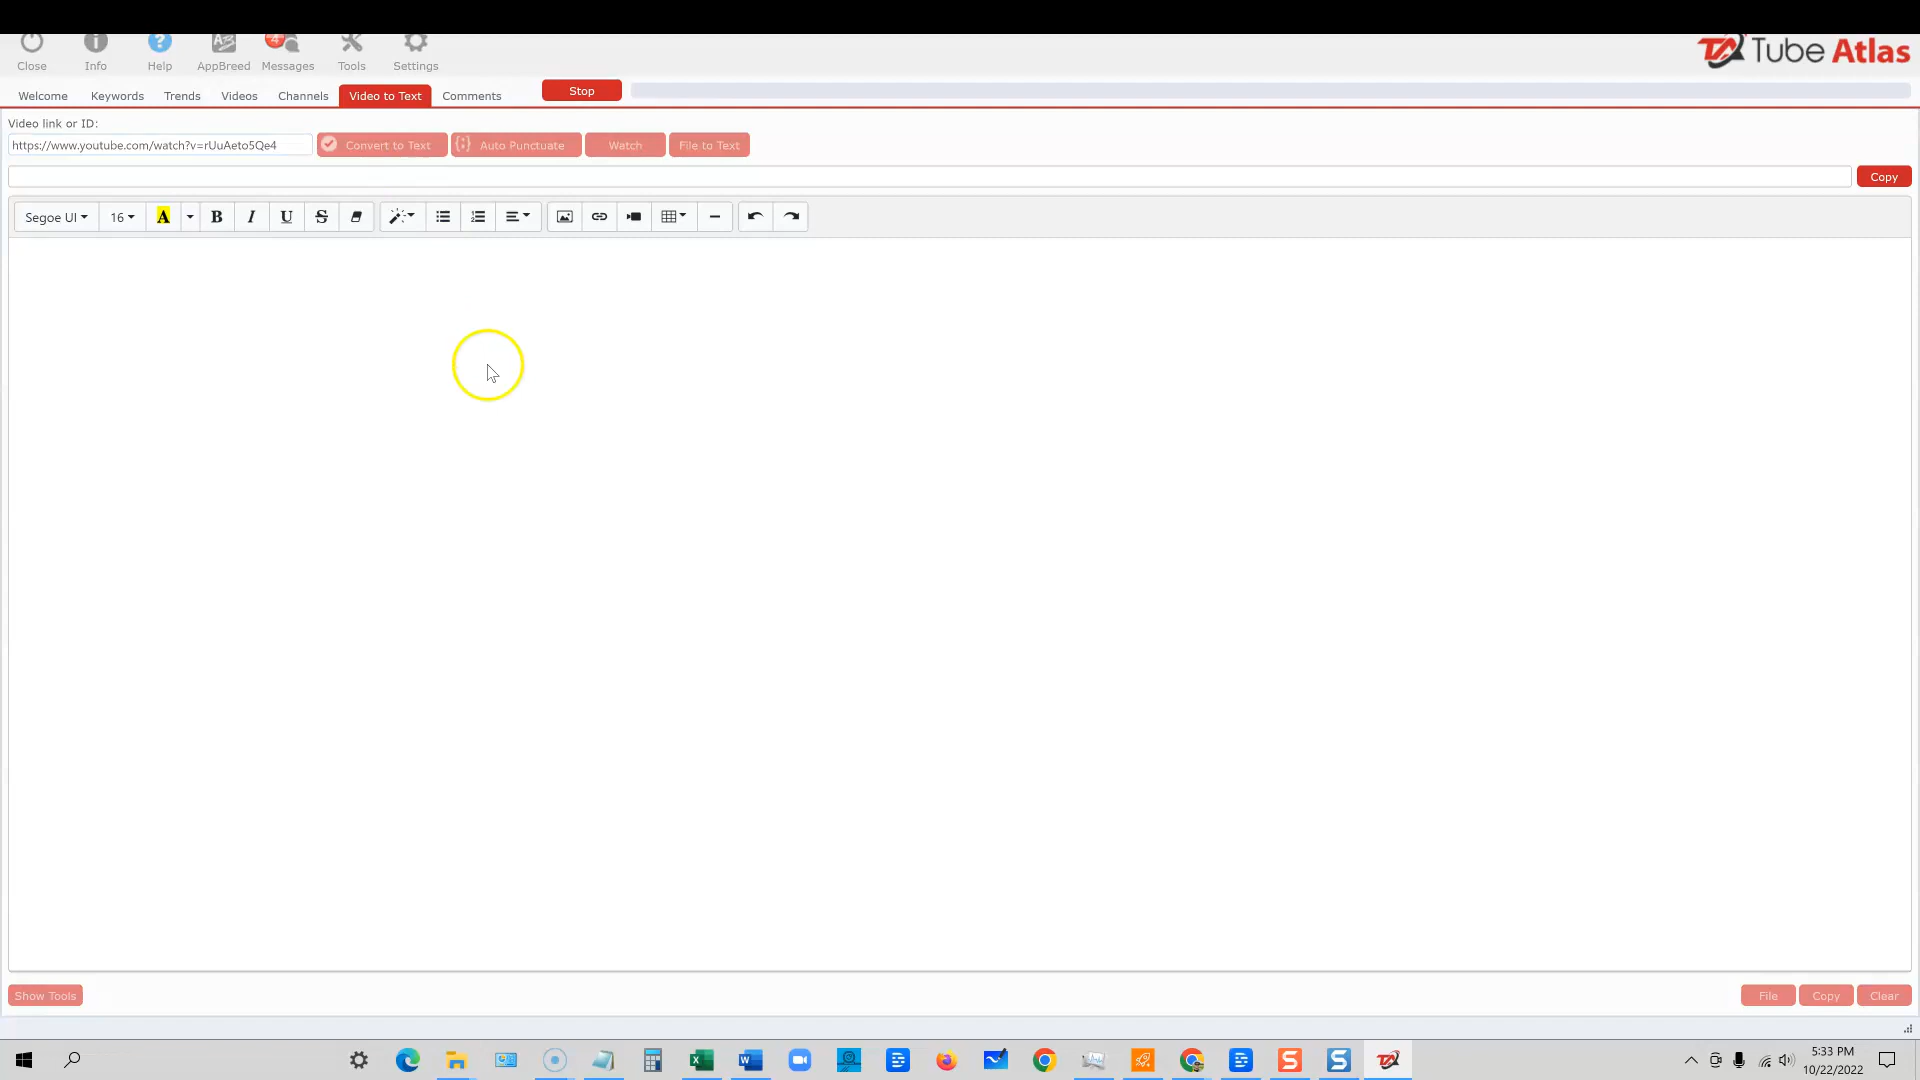 Close Info Help AppBreed Messages Tools Settings
4
Tube Atlas
Welcome Keywords Trends Videos Channels Video to Text Comments Stop
Video link or ID:
https://www.youtube.com/watch?v=rUuAeto5Qe4 Convert to Text Auto Punctuate Watch File to Text
Copy
Segoe UI 16 A B I U S
Show Tools File Copy Clear
5:33 PM
10/22/2022